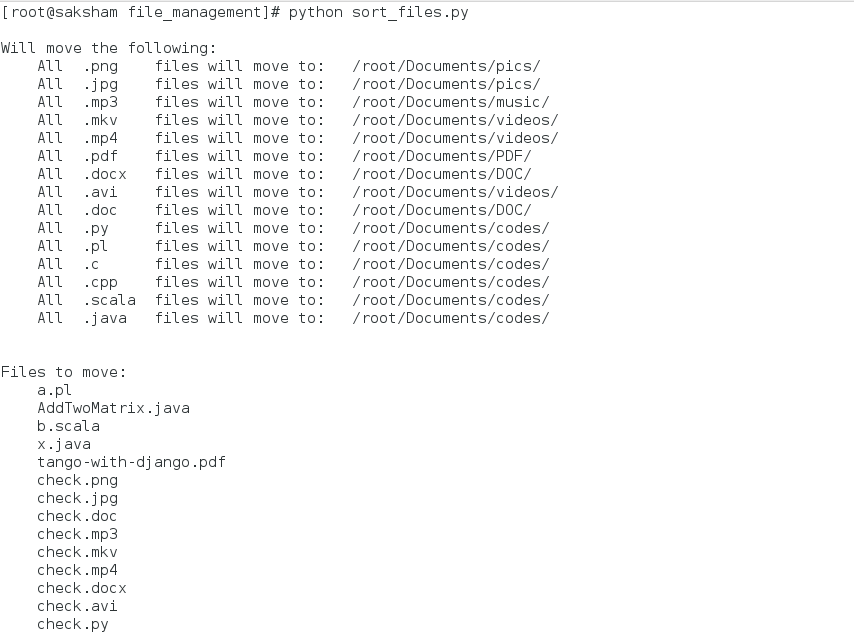 [root@saksham file_management]# python sort_files.py
Will move the following:
All .png files will move to: /root/Documents/pics/
All .jpg files will move to: /root/Documents/pics/
All .mp3 files will move to: /root/Documents/music/
All .mkv files will move to: /root/Documents/videos/
All .mp4 files will move to: /root/Documents/videos/
All .pdf files will move to: /root/Documents/PDF/
All .docx files will move to: /root/Documents/DOC/
All .avi files will move to: /root/Documents/videos/
All .doc files will move to: /root/Documents/DOC/
All .py files will move to: /root/Documents/codes/
All .pl files will move to: /root/Documents/codes/
All .c files will move to: /root/Documents/codes/
All .cpp files will move to: /root/Documents/codes/
All .scala files will move to: /root/Documents/codes/
All .java files will move to: /root/Documents/codes/
Files to move:
a.pl
AddTwoMatrix.java
b.scala
x.java
tango-with-django.pdf
check.png
check.jpg
check.doc
check.mp3
check.mkv
check.mp4
check.docx
check.avi
check.py